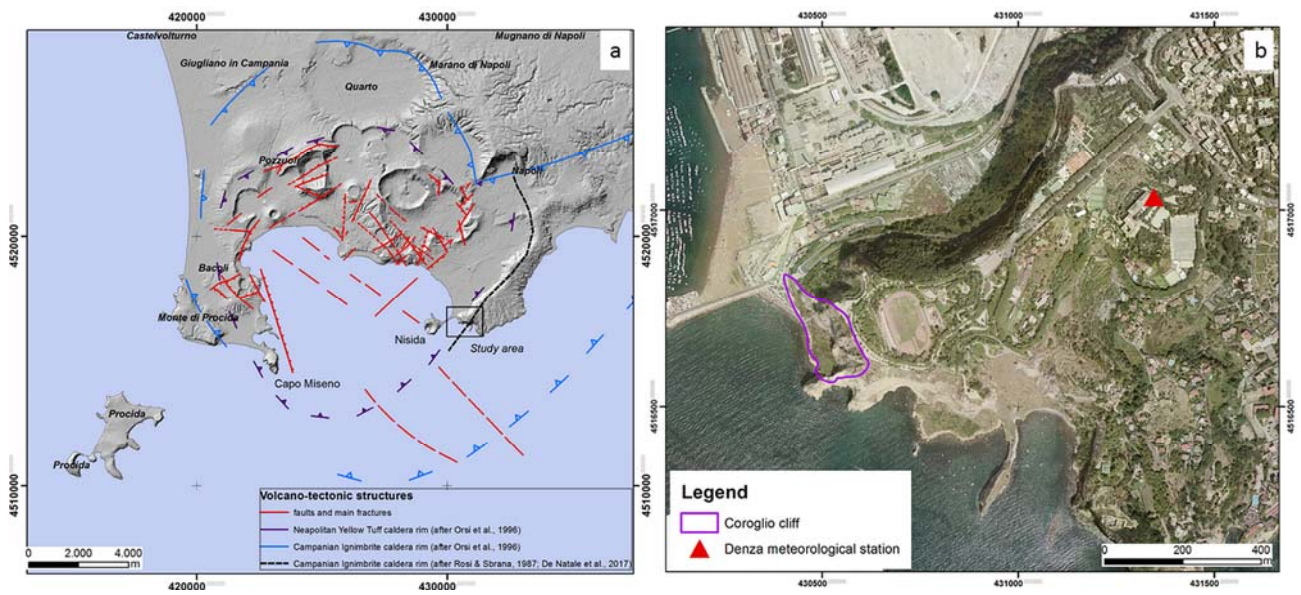 420000
430000
Castelvolturno
Mugnano di Napoli
a
Giugliano in Campania
Marano di Napoli
Quarto
Pozzuoli
Napoli
4520000
4520000
Bacoli
Monte di Procida
Nisida
Study area
Capo Miseno
Procida
Procida
4510000
4510000
Volcano-tectonic structures
faults and main fractures
Neapolitan Yellow Tuff caldera rim (after Orsi et al., 1996)
Campanian Ignimbrite caldera rim (after Orsi et al., 1996)
Campanian Ignimbrite caldera rim (after Rosi & Sbrana, 1987; De Natale et al., 2017)
0 2.000 4.000
m
420000
430000
430500
431000
431500
b
4517000
4517000
4516500
4516500
Legend
Coroglio cliff
Denza meteorological station
0 200 400
m
430500
431000
431500